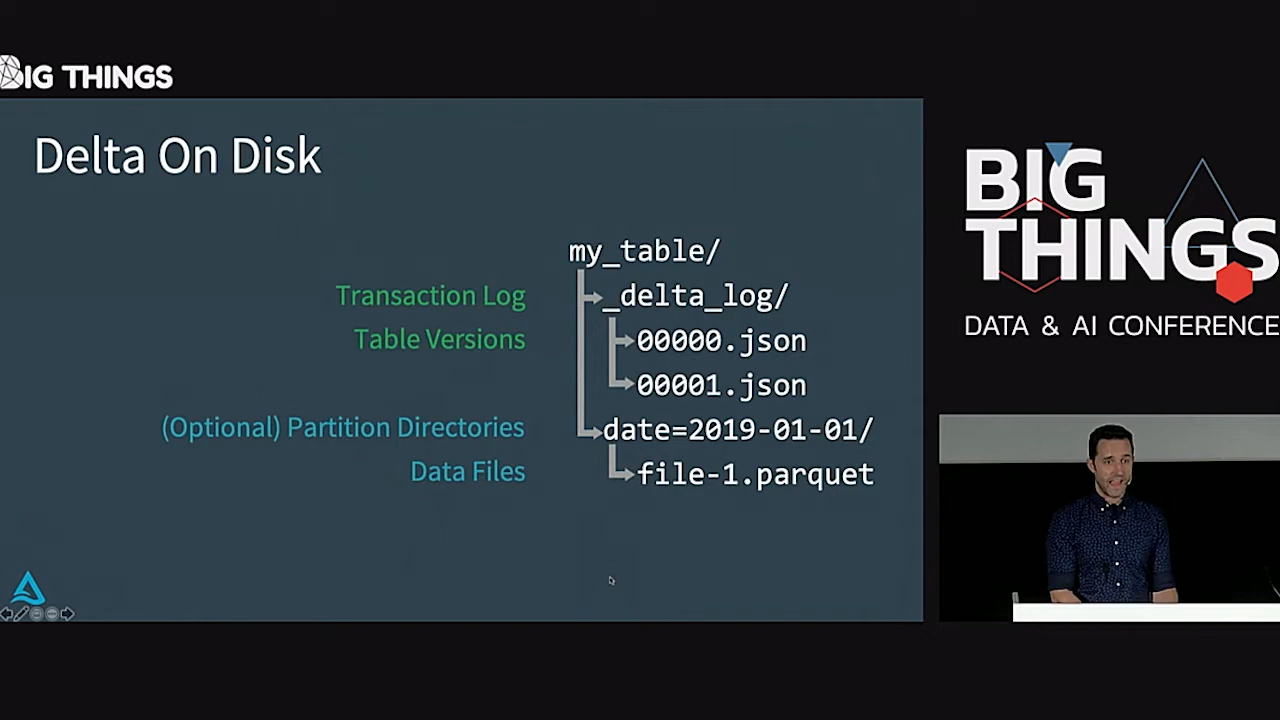 BIG THINGS
Delta On Disk
my_table/
Transaction Log
_delta_log/
Table Versions
00000.json
00001.json
(Optional) Partition Directories
date=2019-01-01/
Data Files
file-1.parquet
BIG
THINGS
DATA & AI CONFERENCE